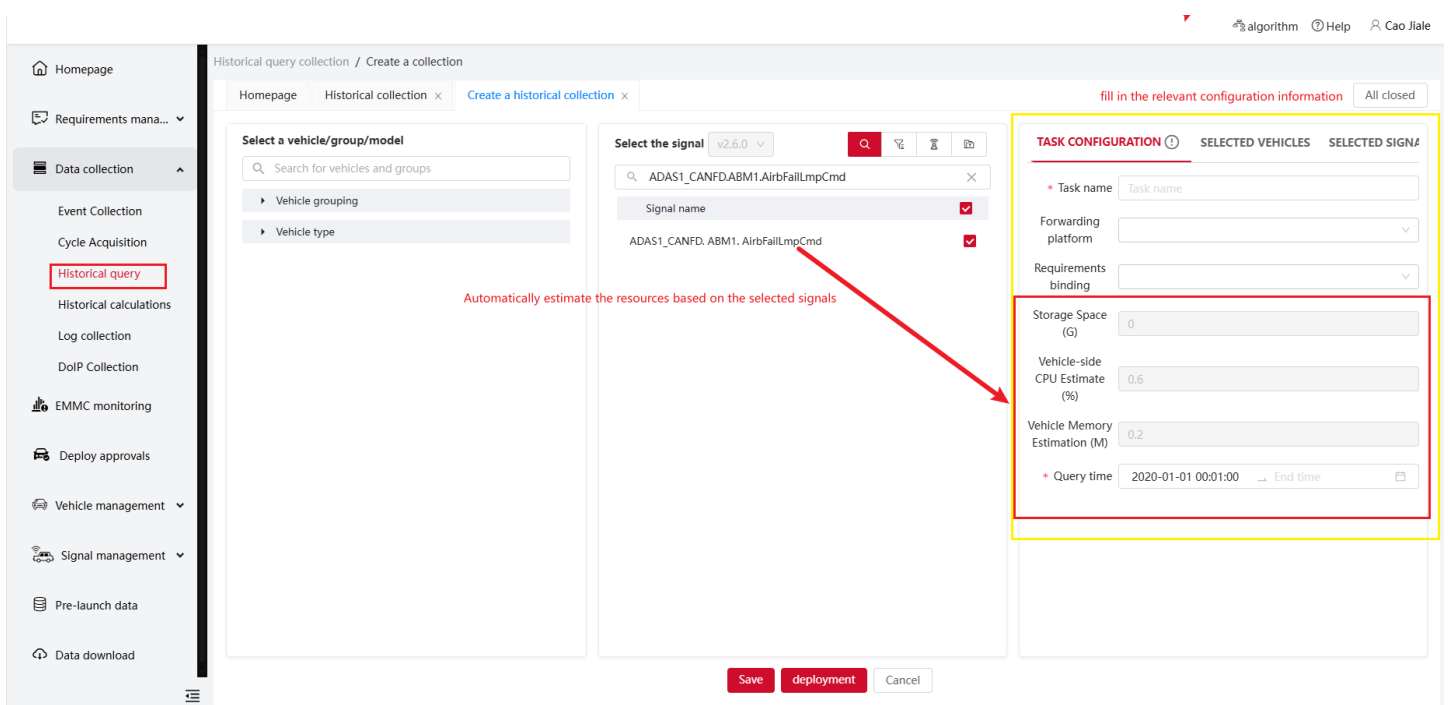 algorithm Help Cao Jiale
Homepage
Requirements mana...
Data collection
Event Collection
Cycle Acquisition
Historical query
Historical calculations
Log collection
DoIP Collection
EMMC monitoring
Deploy approvals
Vehicle management
Signal management
Pre-launch data
Data download
Historical query collection / Create a collection
Homepage Historical collection × Create a historical collection ×
fill in the relevant configuration information All closed
Select a vehicle/group/model
Search for vehicles and groups
Vehicle grouping
Vehicle type
Select the signal v2.6.0
ADAS1_CANFD.ABM1.AirbFailLmpCmd
Signal name
ADAS1_CANFD. ABM1. AirbFailLmpCmd
Automatically estimate the resources based on the selected signals
TASK CONFIGURATION SELECTED VEHICLES SELECTED SIGNA
* Task name Task name
Forwarding
platform
Requirements
binding
Storage Space
(G)
0
Vehicle-side
CPU Estimate
(%)
0.6
Vehicle Memory
Estimation (M)
0.2
* Query time 2020-01-01 00:01:00 End time
Save deployment Cancel